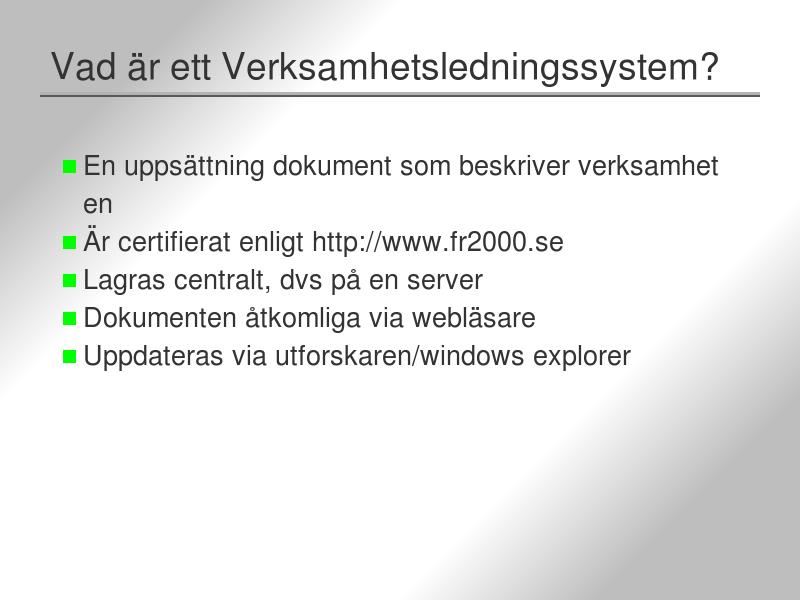 Vad är ett Verksamhetsledningssystem?
En uppsättning dokument som beskriver verksamhet
en
Är certifierat enligt http://www.fr2000.se
Lagras centralt, dvs på en server
Dokumenten åtkomliga via webläsare
Uppdateras via utforskaren/windows explorer